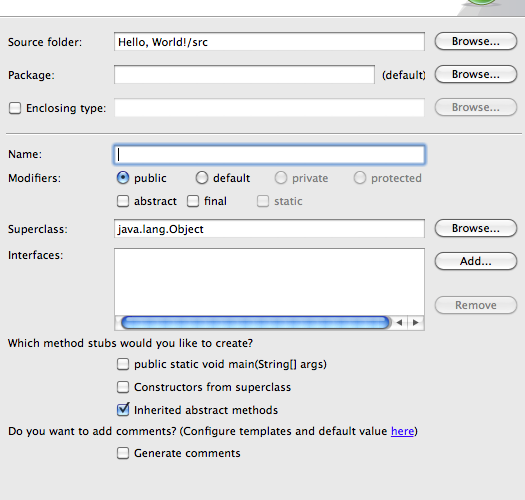 Source folder: Hello, World!/src Browse...
Package: (default) Browse...
Enclosing type: Browse...
Name:
Modifiers: public default private protected
abstract final static
Superclass: java.lang.Object Browse...
Interfaces: Add...
Remove
Which method stubs would you like to create?
public static void main(String[] args)
Constructors from superclass
Inherited abstract methods
Do you want to add comments? (Configure templates and default value here)
Generate comments